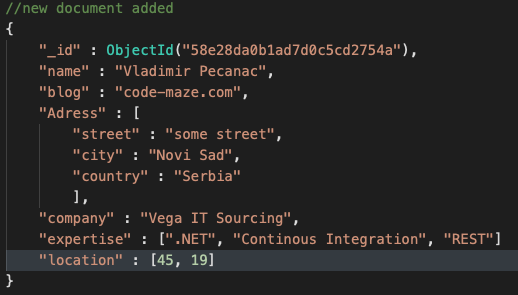 //new document added
{
"_id" : ObjectId("58e28da0b1ad7d0c5cd2754a"),
"name" : "Vladimir Pecanac",
"blog" : "code-maze.com",
"Adress" : [
"street" : "some street",
"city" : "Novi Sad",
"country" : "Serbia"
],
"company" : "Vega IT Sourcing",
"expertise" : [".NET", "Continous Integration", "REST"]
"location" : [45, 19]
}